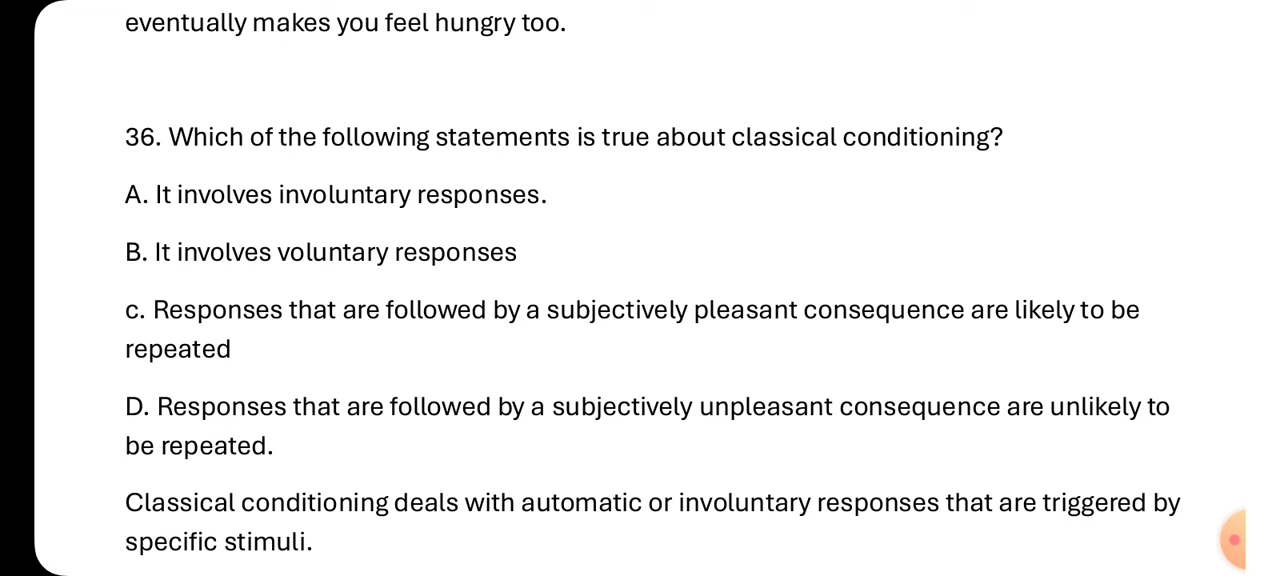 eventually makes you feel hungry too.
36. Which of the following statements is true about classical conditioning?
A. It involves involuntary responses.
B. It involves voluntary responses
c. Responses that are followed by a subjectively pleasant consequence are likely to be
repeated
D. Responses that are followed by a subjectively unpleasant consequence are unlikely to
be repeated.
Classical conditioning deals with automatic or involuntary responses that are triggered by
specific stimuli.